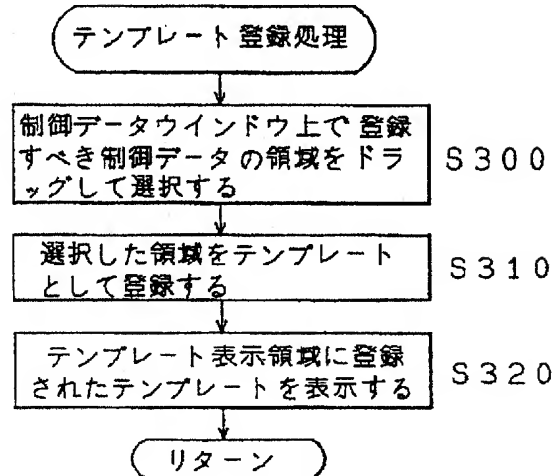 テンプレート登録処理
制御データウインドウ上で登録
すべき制御データの領域をドラ
ッグして選択する
S300
選択した領域をテンプレート
として登録する
S310
テンプレート表示領域に登録
されたテンプレートを表示する
S320
リターン